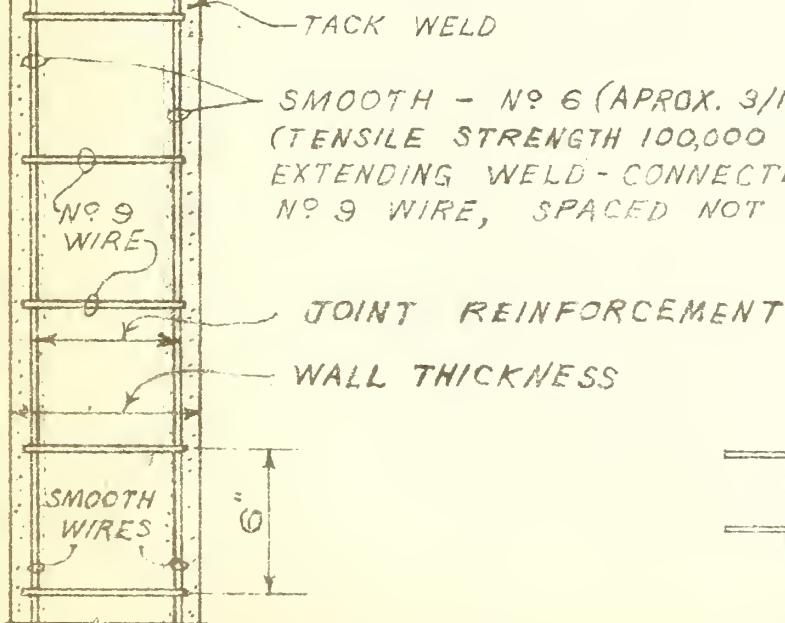 TACK WELD
SMOOTH - Nº 6 (APROX. 3/1
(TENSILE STRENGTH 100,000
EXTENDING WELD-CONNECT
Nº 9 WIRE, SPACED NOT
Nº 9
WIRE
JOINT REINFORCEMENT
WALL THICKNESS
SMOOTH
WIRES
6"